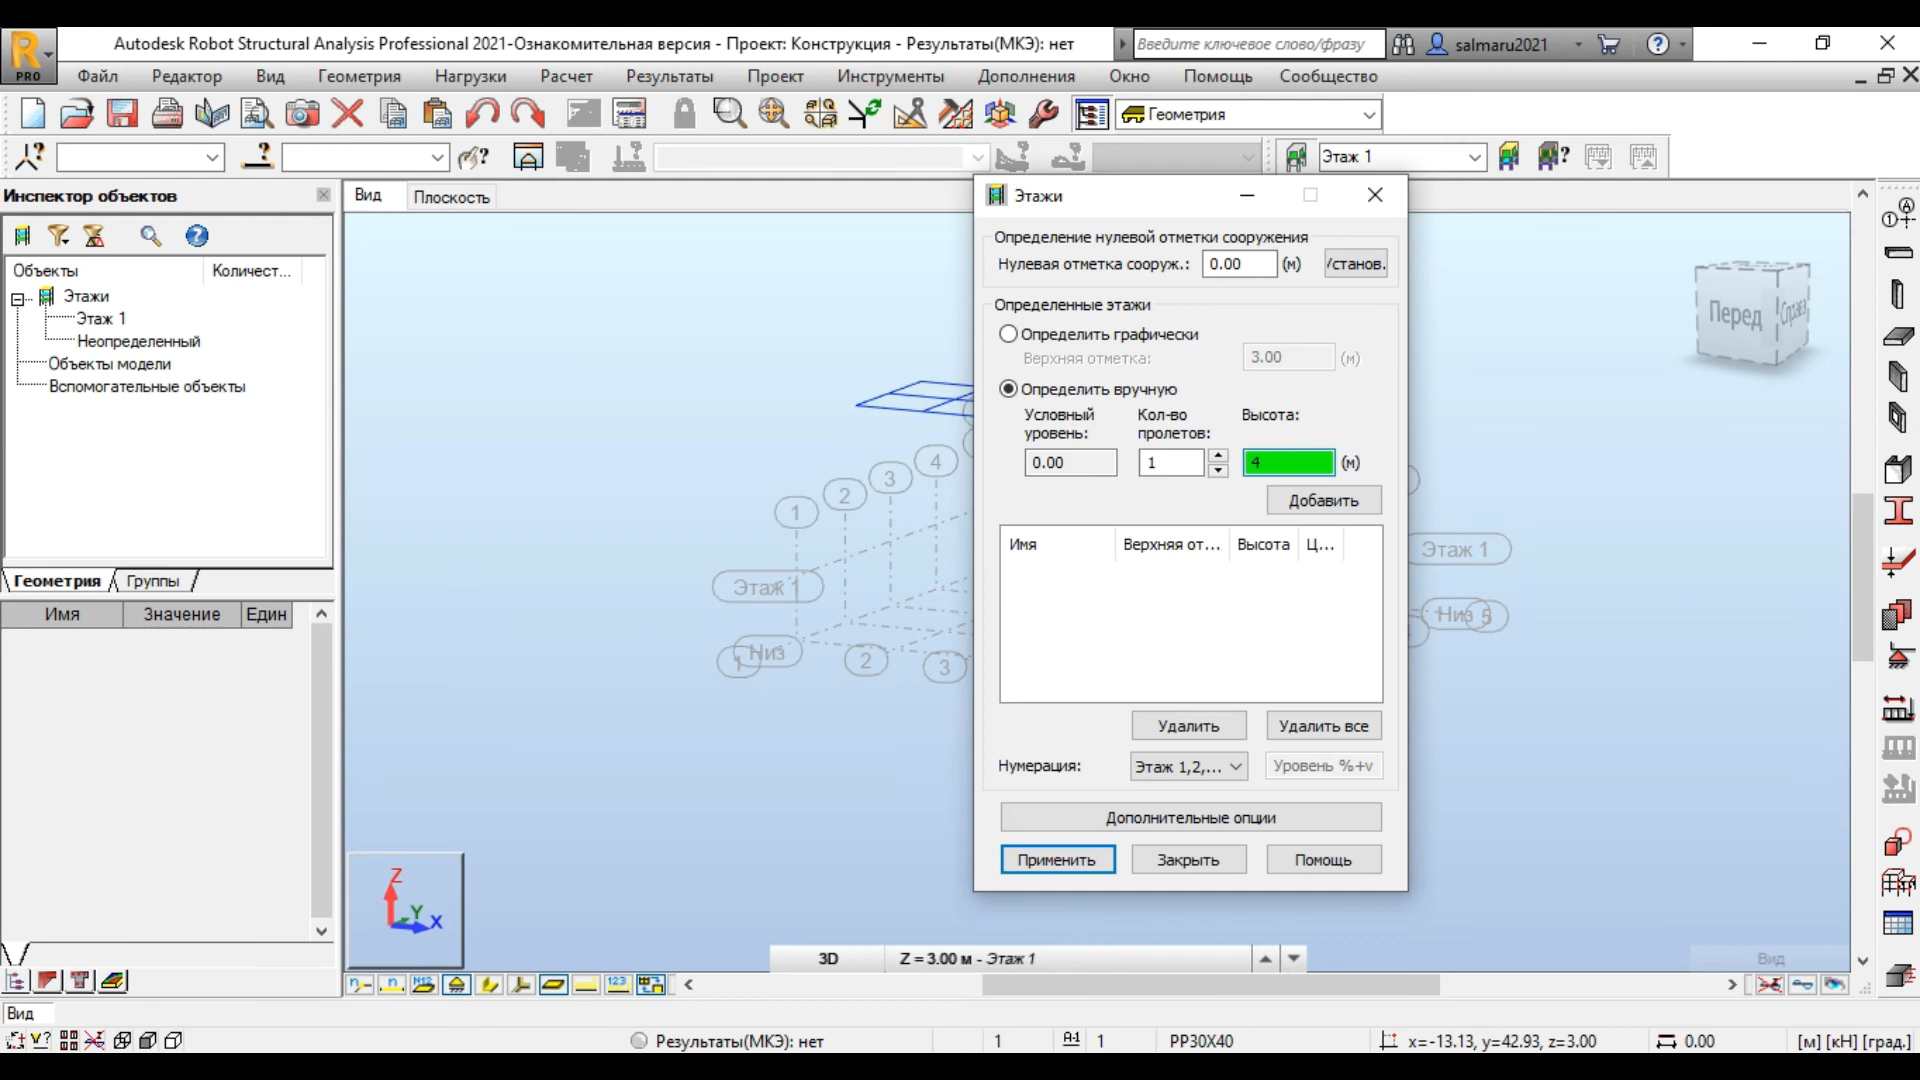 Autodesk Robot Structural Analysis Professional 2021-Ознакомительная версия - Проект: Конструкция - Результаты(МКЭ): нет
Введите ключевое слово/фразу
salmaru2021
PRO
Файл Редактор Вид Геометрия Нагрузки Расчет Результаты Проект Инструменты Дополнения Окно Помощь Сообщество
Геометрия
Этаж 1
Инспектор объектов
Вид Плоскость
Объекты Количест...
Этажи
Этаж 1
Неопределенный
Объекты модели
Вспомогательные объекты
Геометрия Группы
Имя Значение Един
Этажи
Определение нулевой отметки сооружения
Нулевая отметка сооруж.: 0.00 (м) /станов.
Определенные этажи
Определить графически
Верхняя отметка: 3.00 (м)
Определить вручную
Условный уровень:
Кол-во пролетов:
Высота:
0.00 1 4 (м)
Добавить
Имя Верхняя от... Высота Ц...
Удалить Удалить все
Нумерация: Этаж 1,2,... Уровень %+v
Дополнительные опции
Применить Закрыть Помощь
Перед Справа
1 2 3 4
Этаж 1
Этаж 1
1 Низ 2 3
Низ 5
Z
Y
X
3D Z = 3.00 м - Этаж 1
Вид
Вид
Результаты(МКЭ): нет 1 1 PP30X40 x=-13.13, y=42.93, z=3.00 0.00 [м] [кН] [град.]